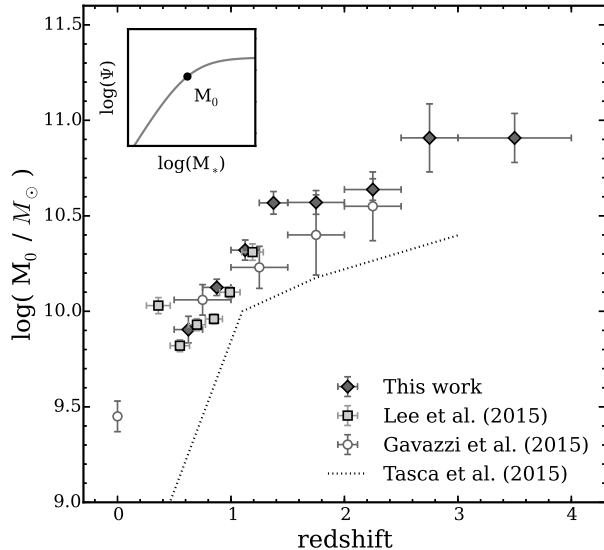 11.5
11.0
10.5
10.0
9.5
9.0
log( M₀ / M☉ )
log(Ψ)
M₀
log(M*)
This work
Lee et al. (2015)
Gavazzi et al. (2015)
Tasca et al. (2015)
0 1 2 3 4
redshift